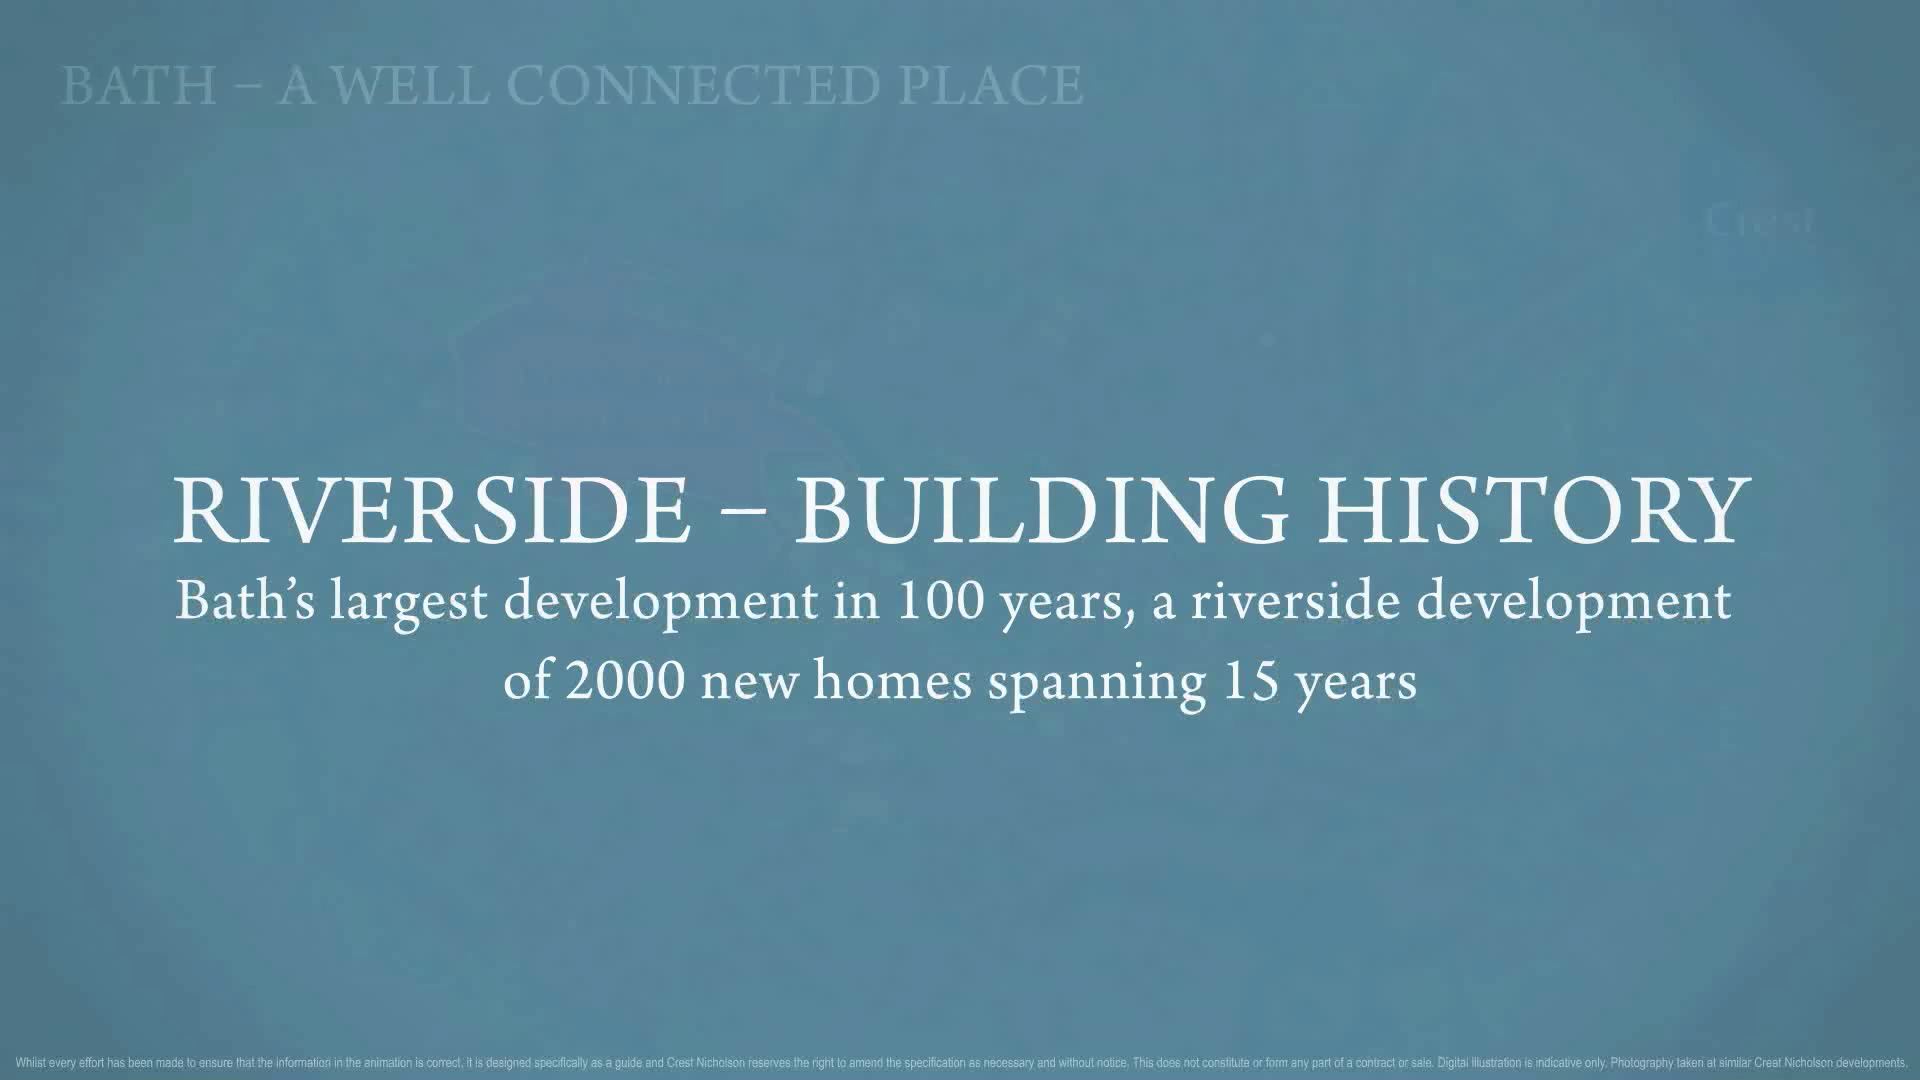 BATH – A WELL CONNECTED PLACE
Crest
RIVERSIDE – BUILDING HISTORY
Bath’s largest development in 100 years, a riverside development
of 2000 new homes spanning 15 years
Whilst every effort has been made to ensure that the information in the animation is correct, it is designed specifically as a guide and Crest Nicholson reserves the right to amend the specification as necessary and without notice. This does not constitute or form any part of a contract or sale. Digital Illustration is indicative only. Photography taken at similar Crest Nicholson developments.